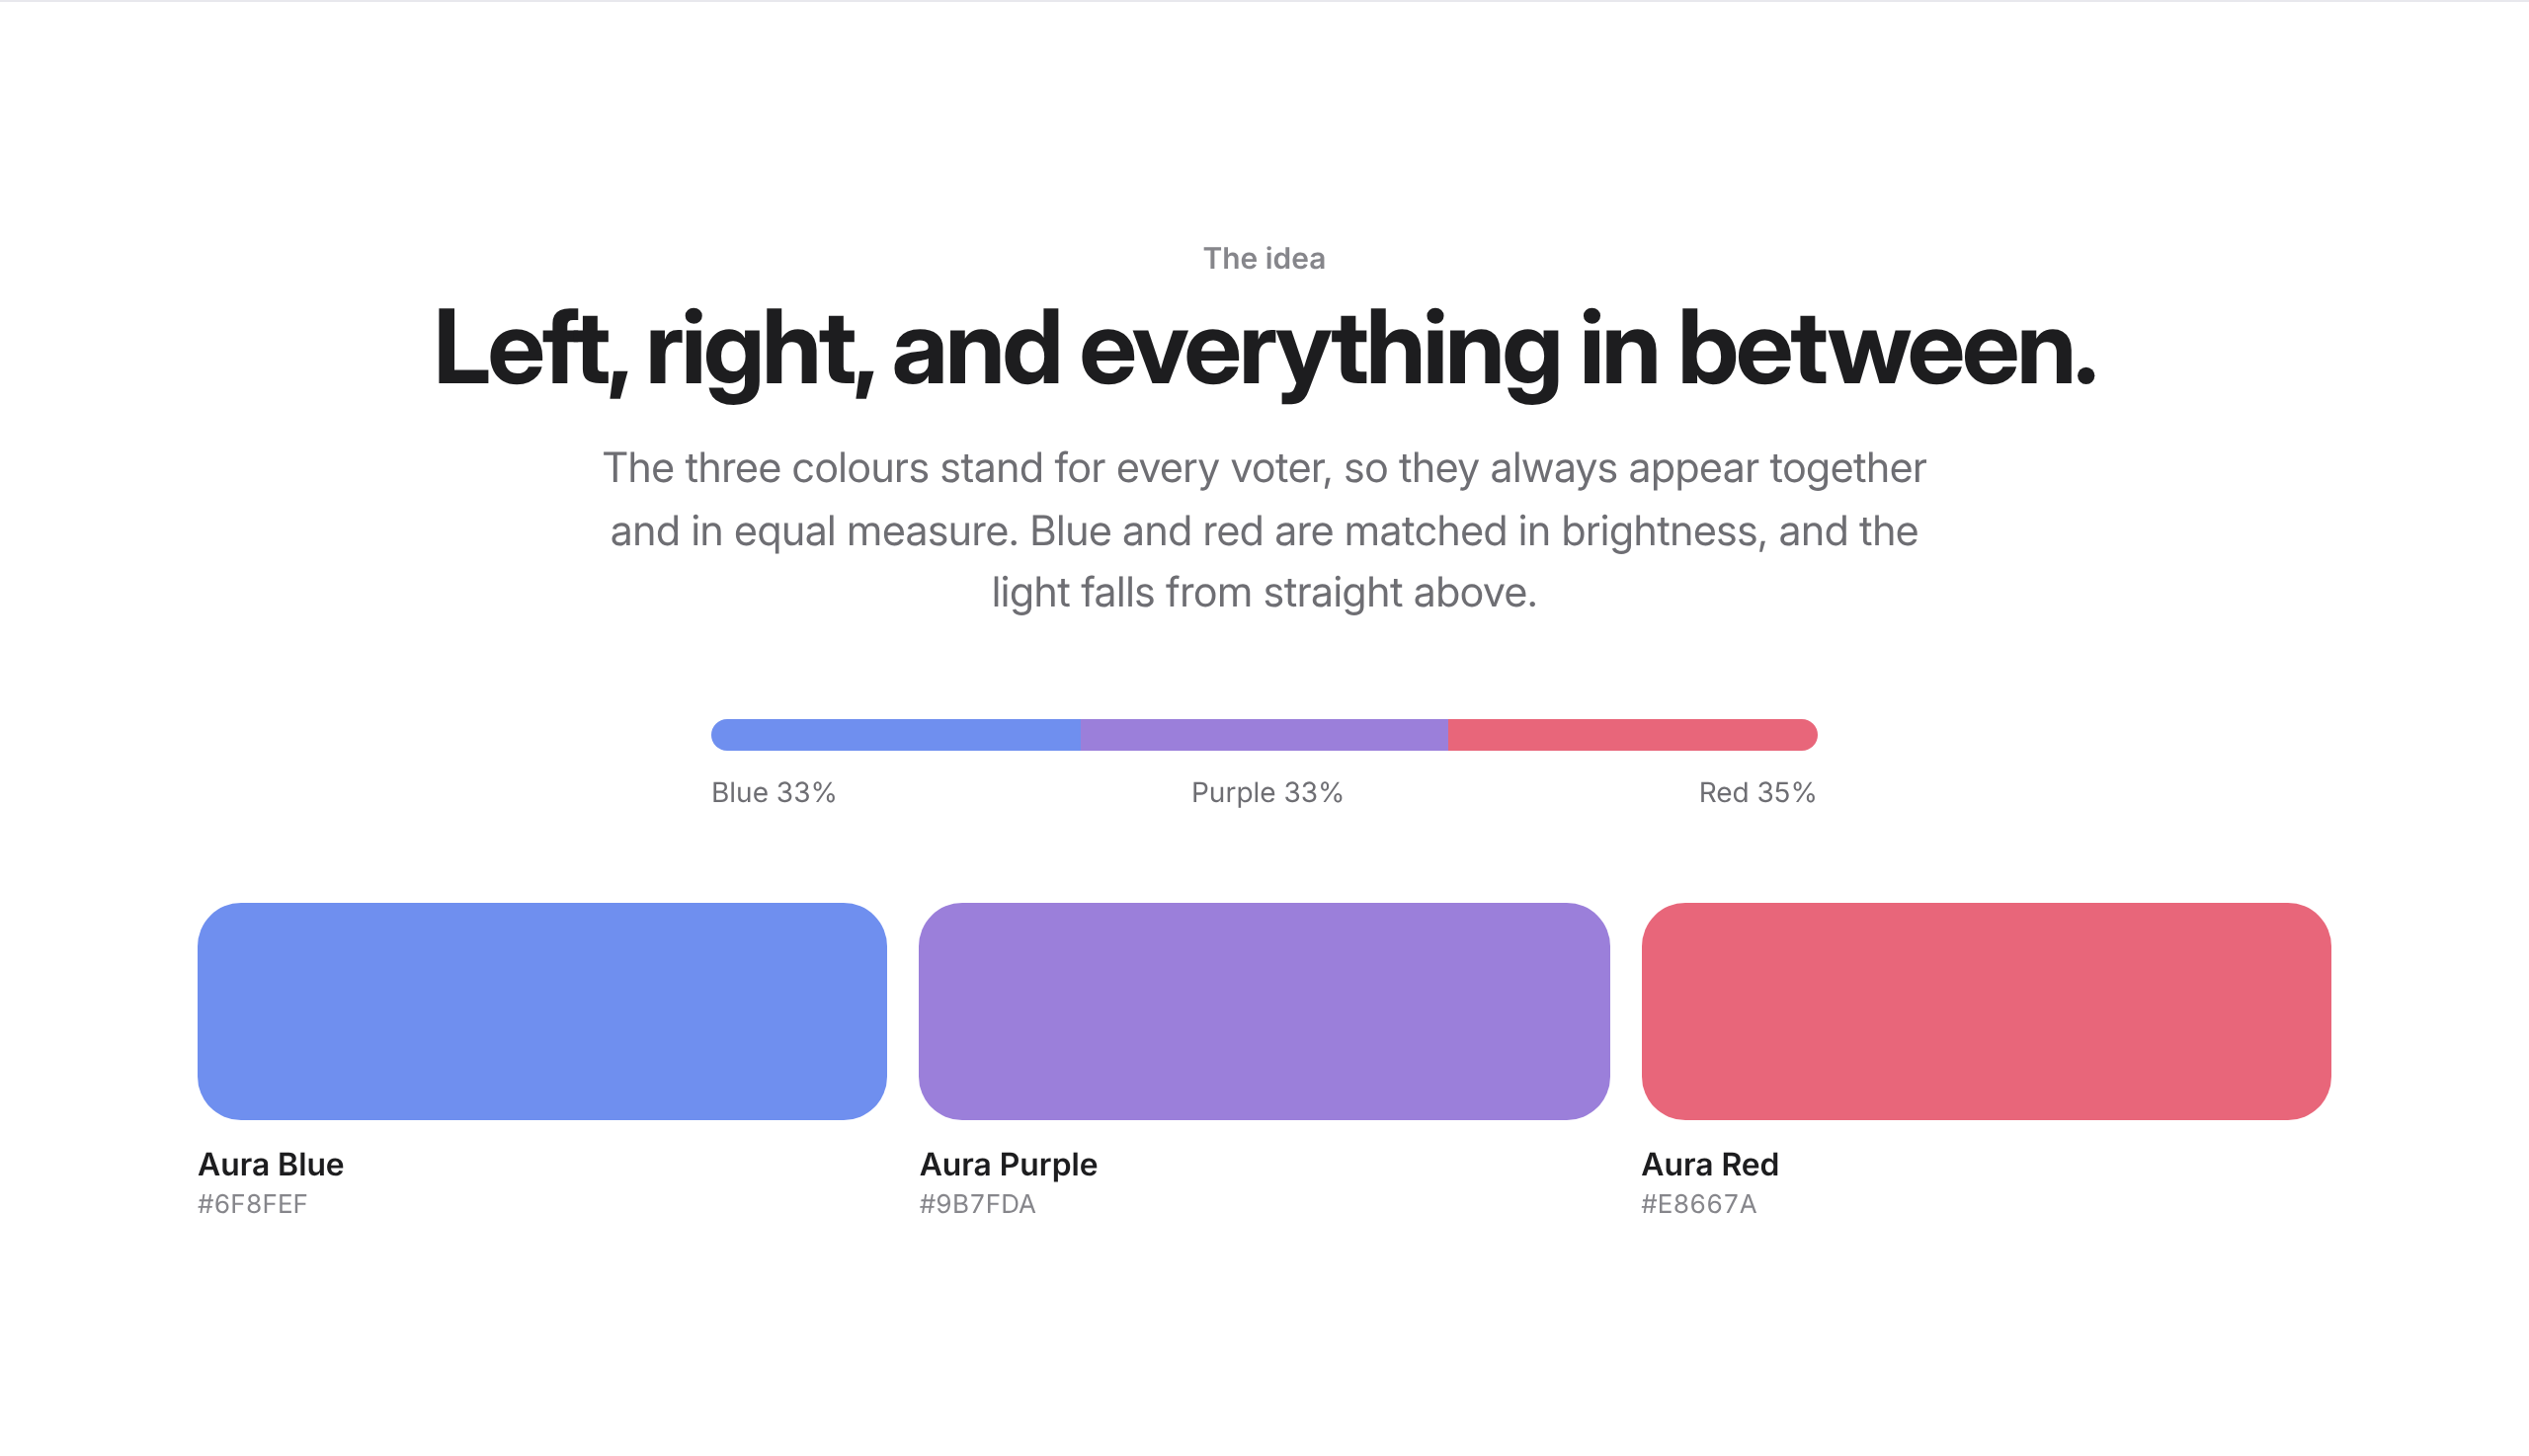 The idea
Left, right, and everything in between.
The three colours stand for every voter, so they always appear together
and in equal measure. Blue and red are matched in brightness, and the
light falls from straight above.
Blue 33%
Purple 33%
Red 35%
Aura Blue
#6F8FEF
Aura Purple
#9B7FDA
Aura Red
#E8667A